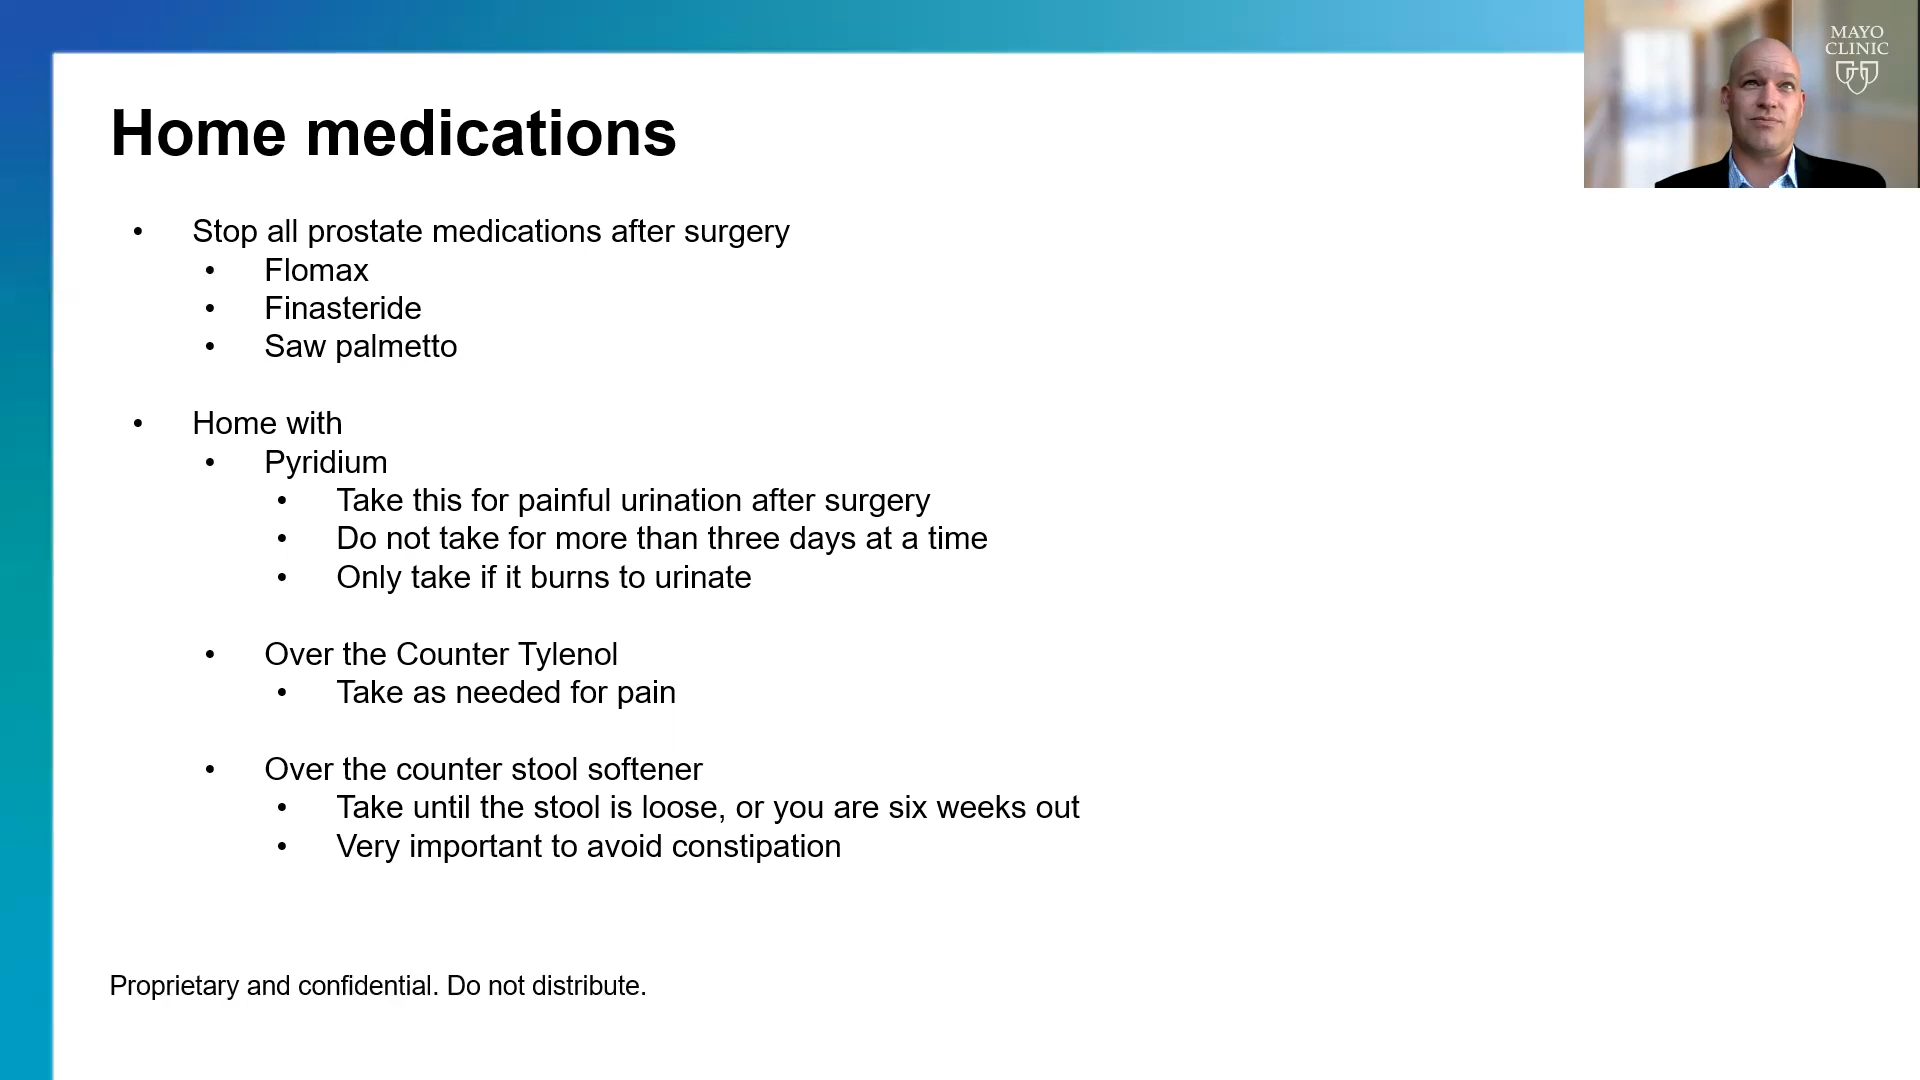 MAYO
CLINIC
Home medications
• Stop all prostate medications after surgery
• Flomax
• Finasteride
• Saw palmetto
• Home with
• Pyridium
• Take this for painful urination after surgery
• Do not take for more than three days at a time
• Only take if it burns to urinate
• Over the Counter Tylenol
• Take as needed for pain
• Over the counter stool softener
• Take until the stool is loose, or you are six weeks out
• Very important to avoid constipation
Proprietary and confidential. Do not distribute.